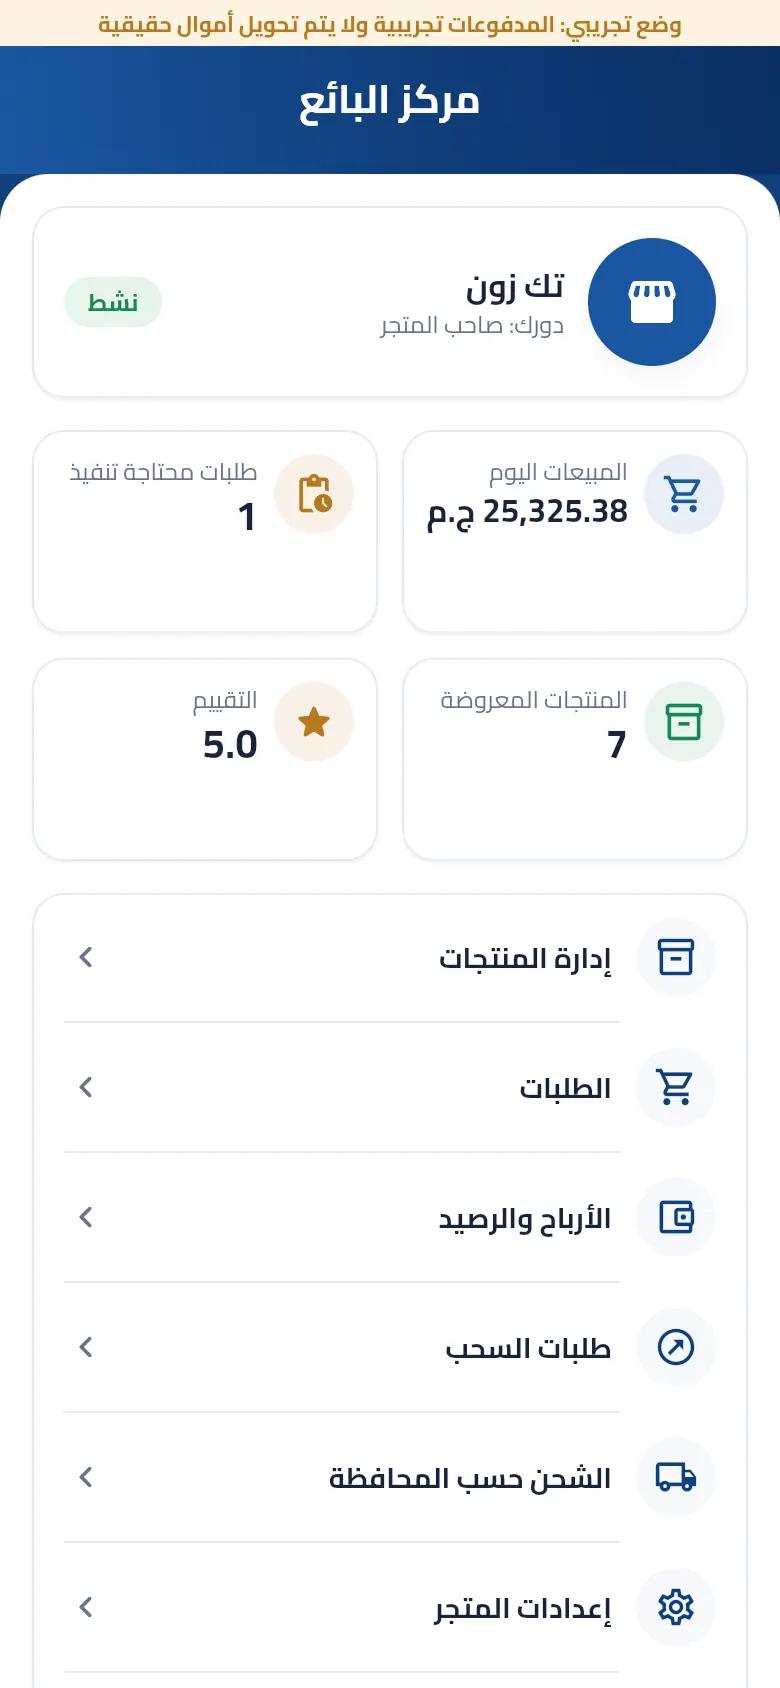 وضع تجريبي: المدفوعات تجريبية ولا يتم تحويل أموال حقيقية
مركز البائع
تك زون
دورك: صاحب المتجر
نشط
المبيعات اليوم
25,325.38 ج.م
طلبات محتاجة تنفيذ
1
المنتجات المعروضة
7
التقييم
5.0
إدارة المنتجات
الطلبات
الأرباح والرصيد
طلبات السحب
الشحن حسب المحافظة
إعدادات المتجر